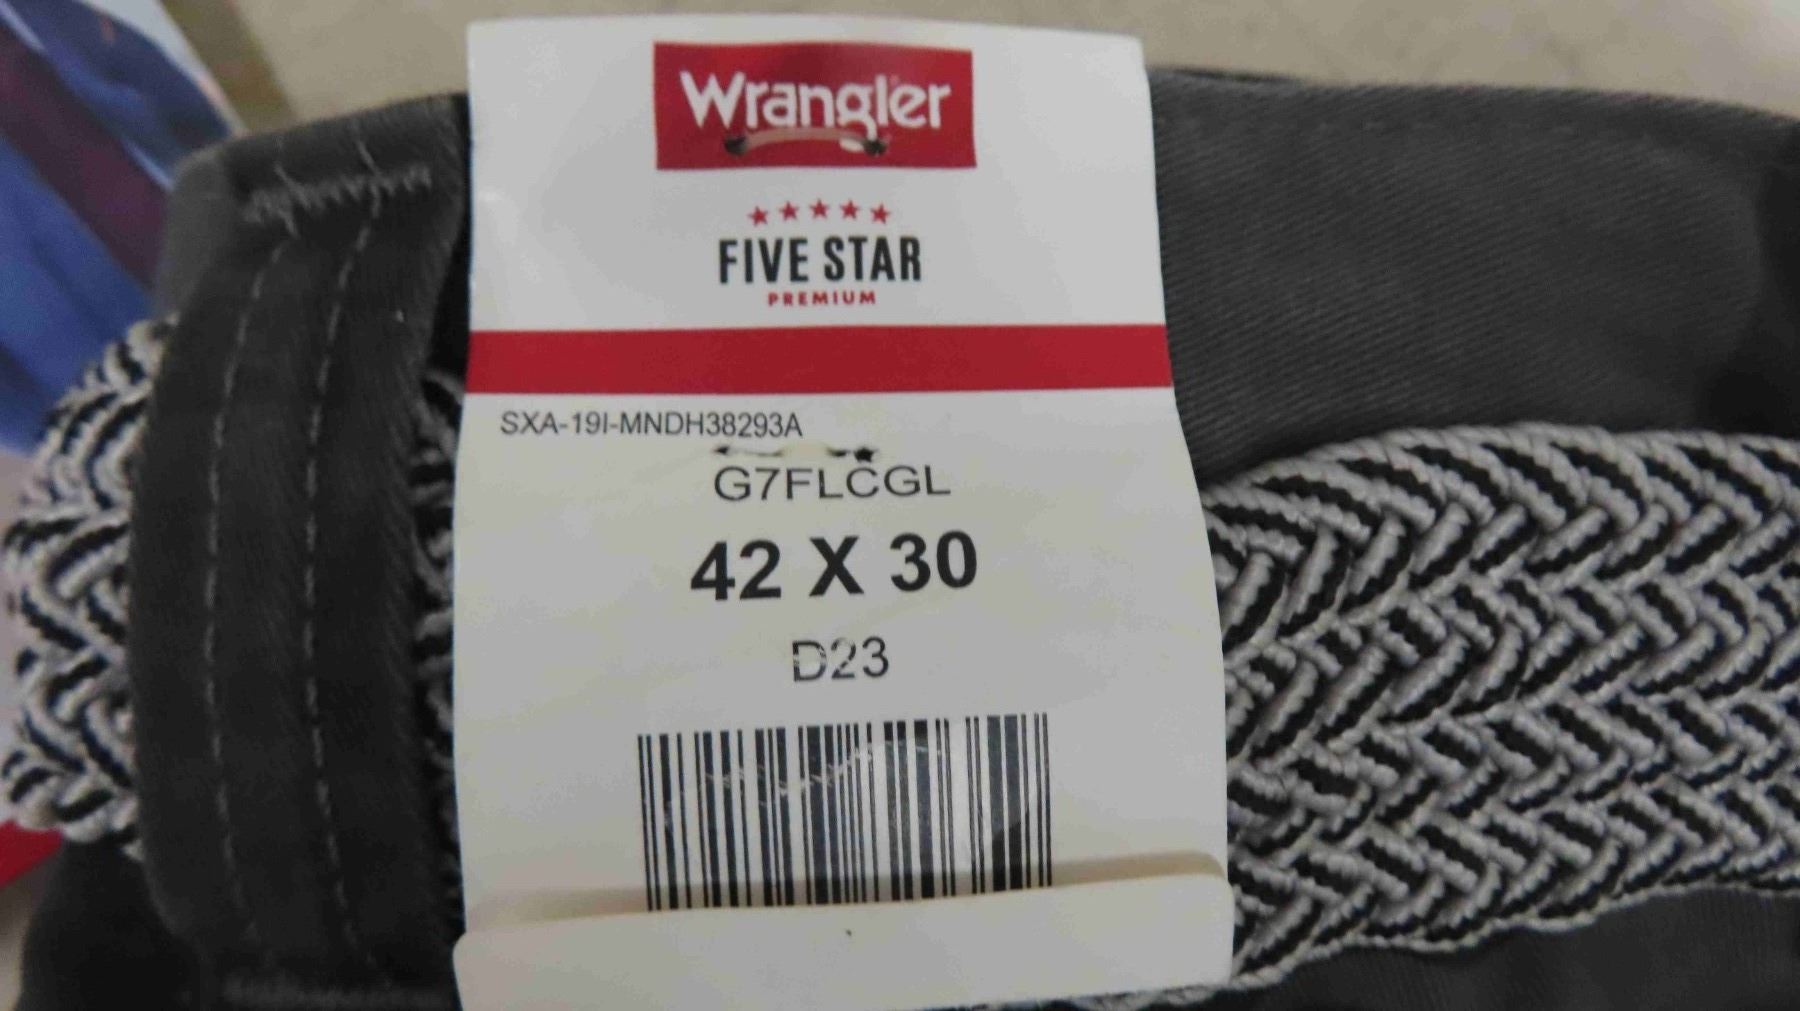 Wrangler
FIVE STAR
PREMIUM
SXA-19I-MNDH38293A
G7FLCGL
42 X 30
D23